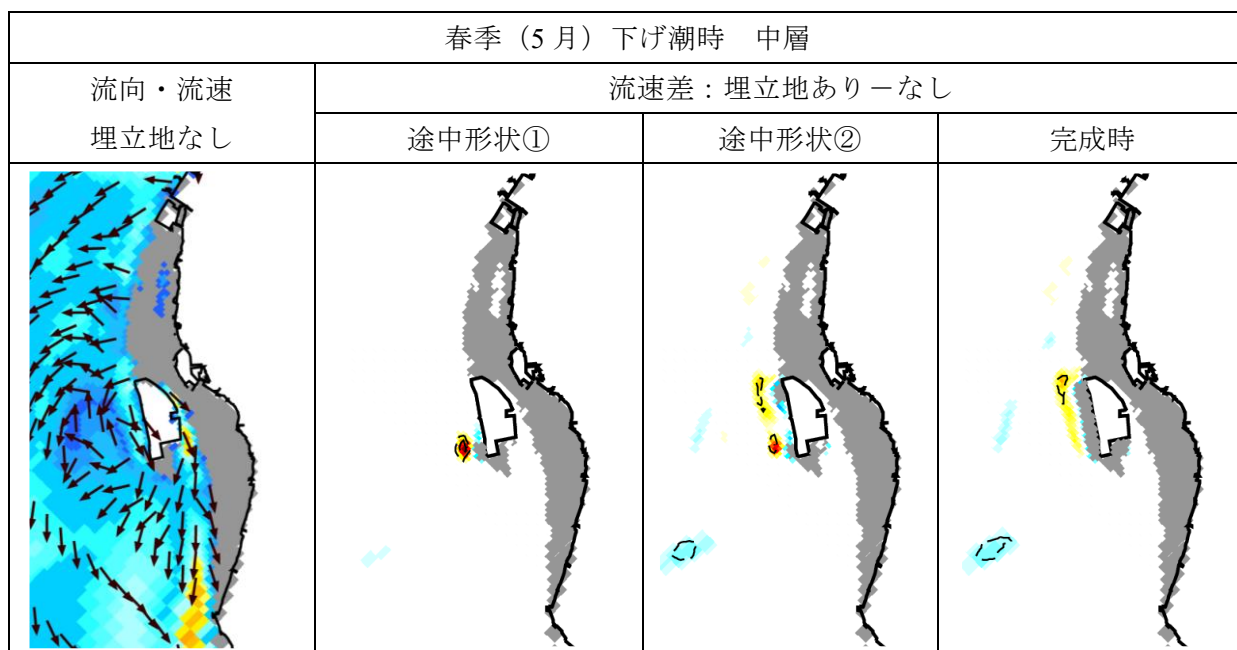 春季(5月)下げ潮時 中層
流向・流速
埋立地なし
流速差:埋立地あり-なし
途中形状①
途中形状②
完成時